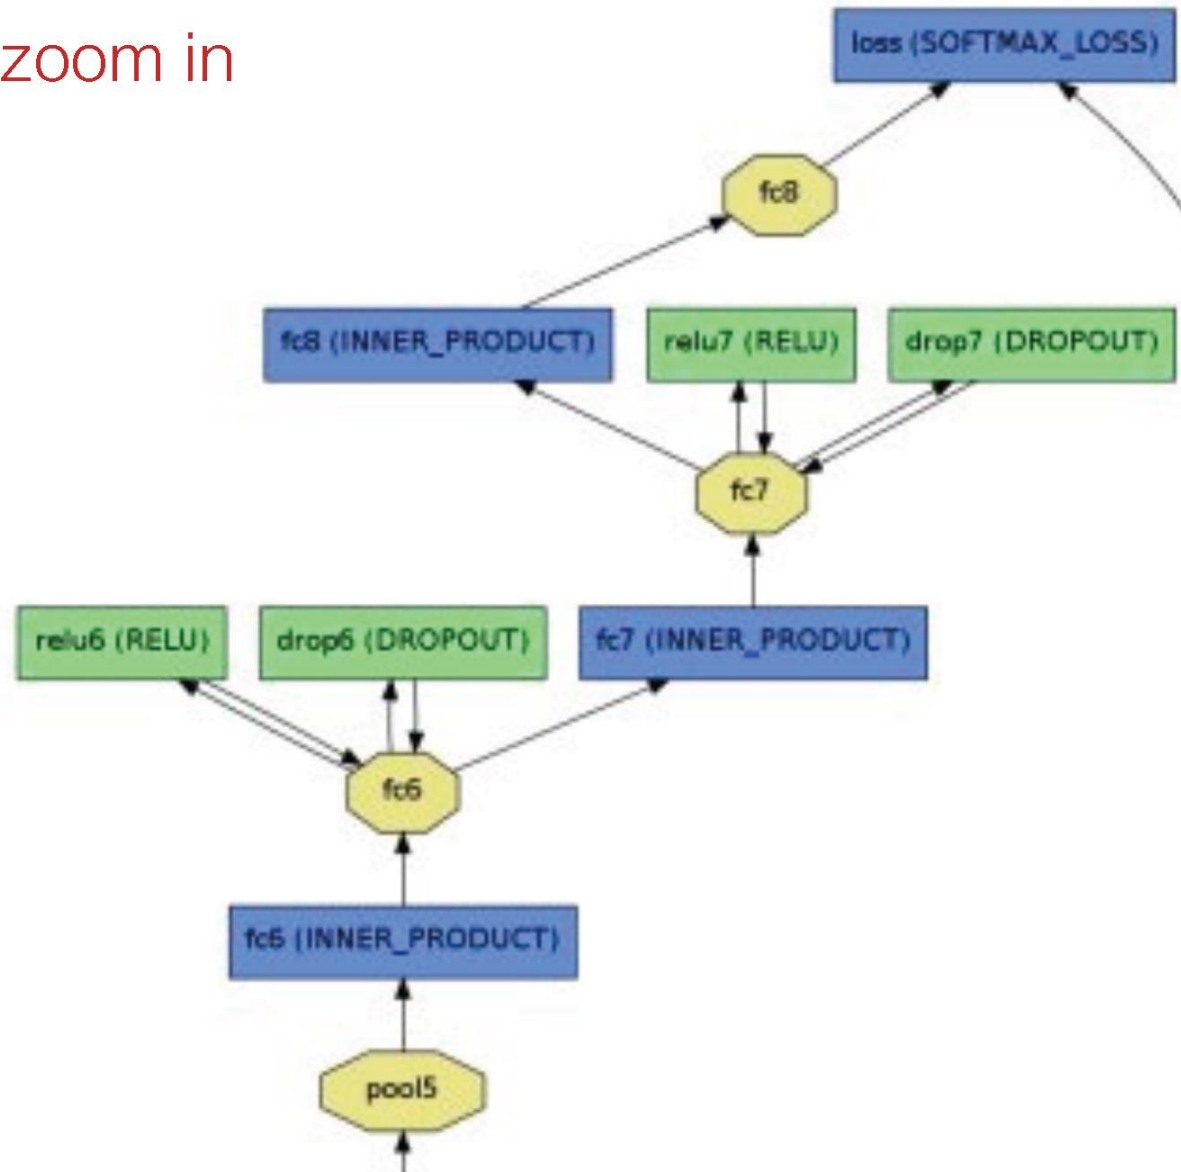 zoom in
loss (SOFTMAX_LOSS)
fc8
fc8 (INNER_PRODUCT)
relu7 (RELU)
drop7 (DROPOUT)
fc7
relu6 (RELU)
drop6 (DROPOUT)
fc7 (INNER_PRODUCT)
fc6
fc6 (INNER_PRODUCT)
pool5